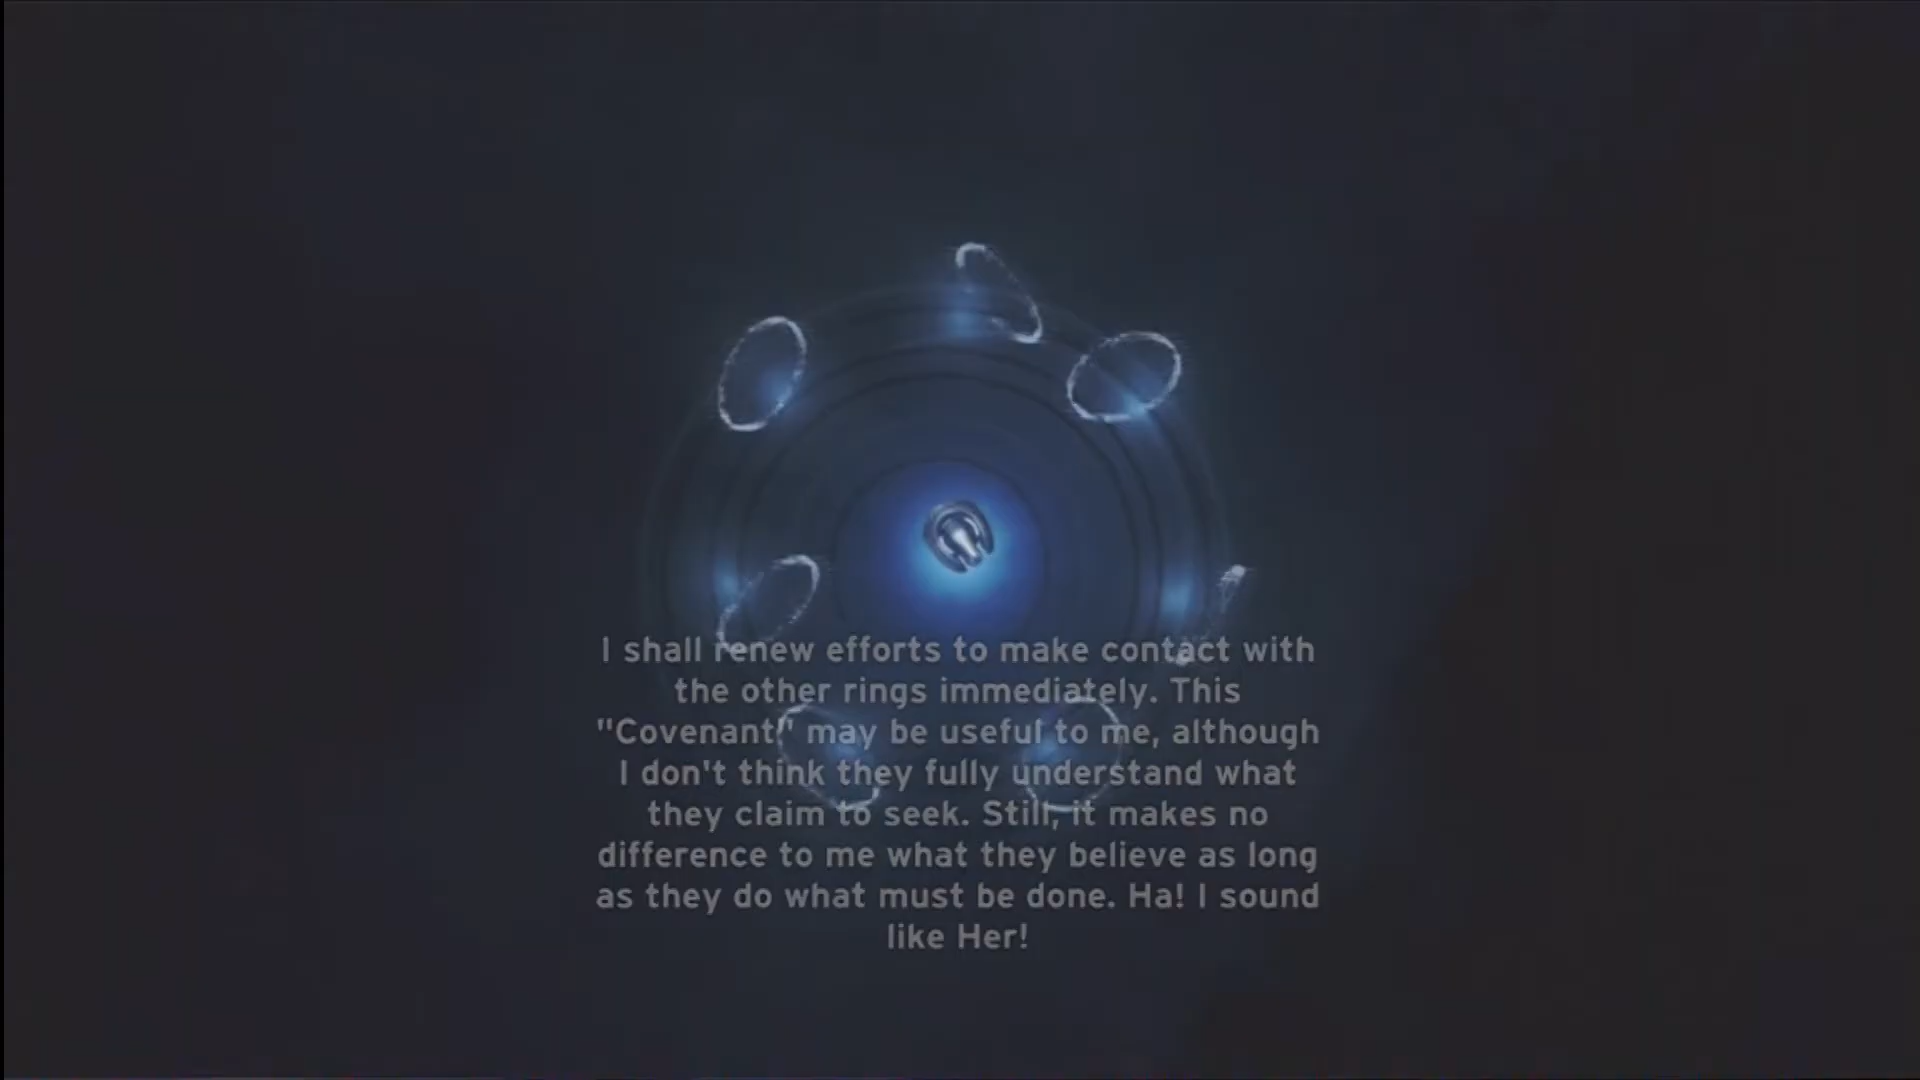 I shall renew efforts to make contact with
the other rings immediately. This
"Covenant" may be useful to me, although
I don't think they fully understand what
they claim to seek. Still, it makes no
difference to me what they believe as long
as they do what must be done. Ha! I sound
like Her!